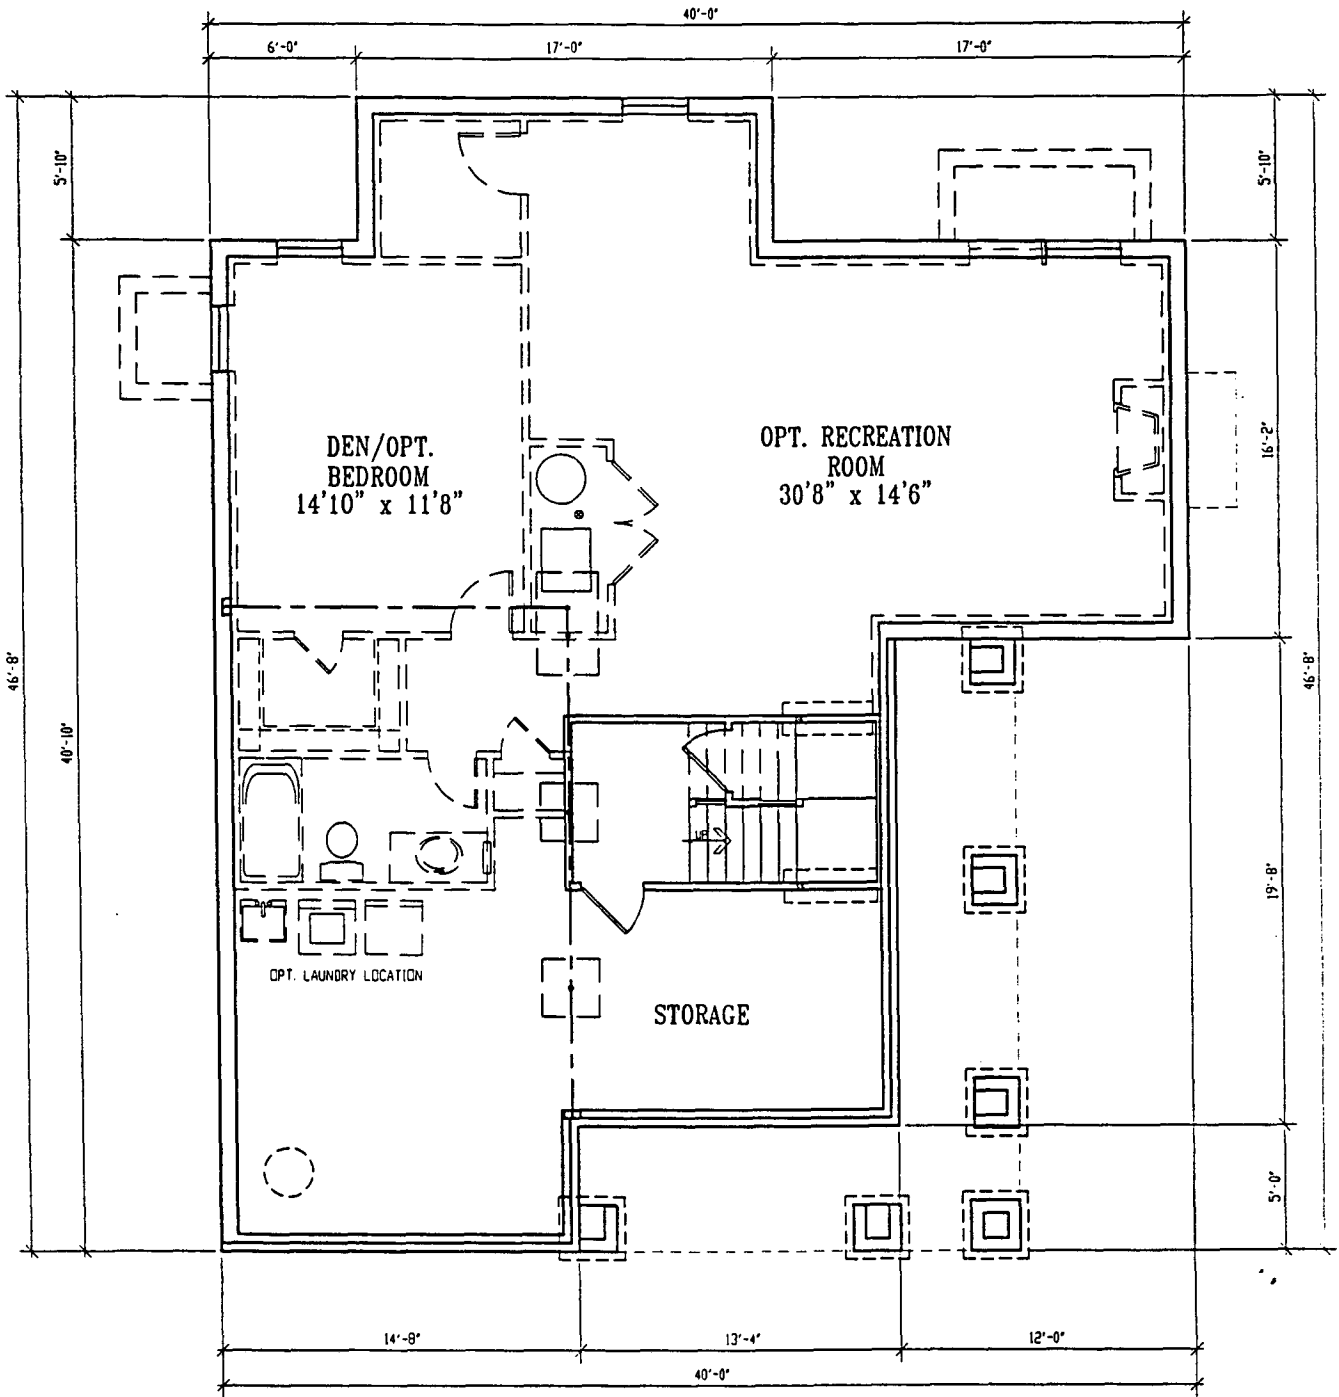 40'-0"
6'-0"
17'-0"
17'-0"
5'-10"
5'-10"
DEN/OPT.
BEDROOM
14'10" x 11'8"
OPT. RECREATION
ROOM
30'8" x 14'6"
16'-2"
46'-8"
46'-8"
40'-10"
UP
19'-8"
OPT. LAUNDRY LOCATION
STORAGE
5'-0"
14'-8"
13'-4"
12'-0"
40'-0"